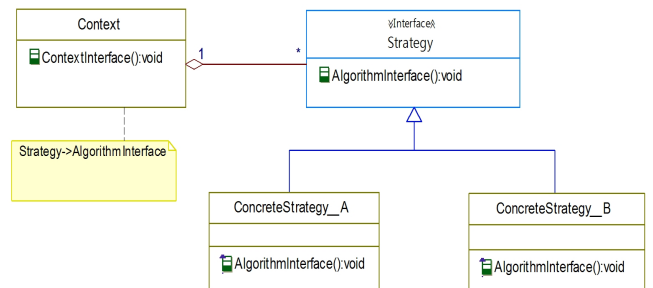 Context
ContextInterface():void
1
*
«Interface»
Strategy
AlgorithmInterface():void
Strategy->AlgorithmInterface
ConcreteStrategy__A
AlgorithmInterface():void
ConcreteStrategy__B
AlgorithmInterface():void